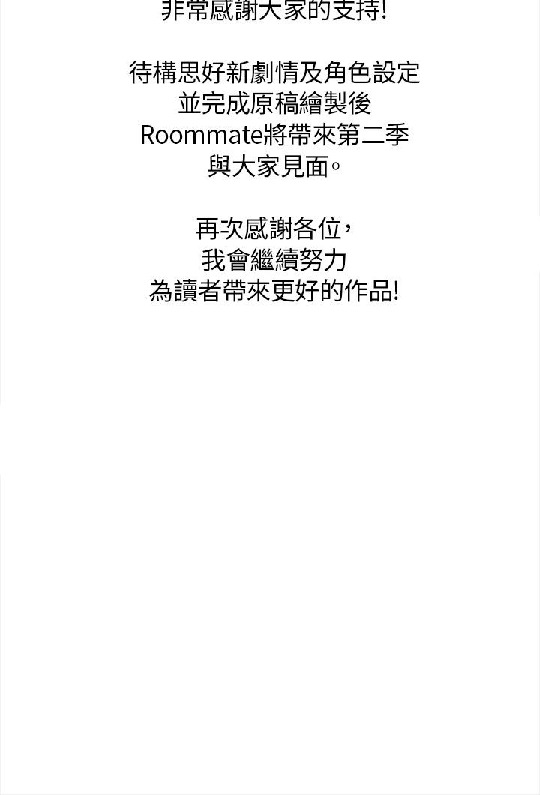 非常感謝大家的支持!
待構思好新劇情及角色設定
並完成原稿繪製後
Roommate將帶來第二季
與大家見面。
再次感謝各位,
我會繼續努力
為讀者帶來更好的作品!